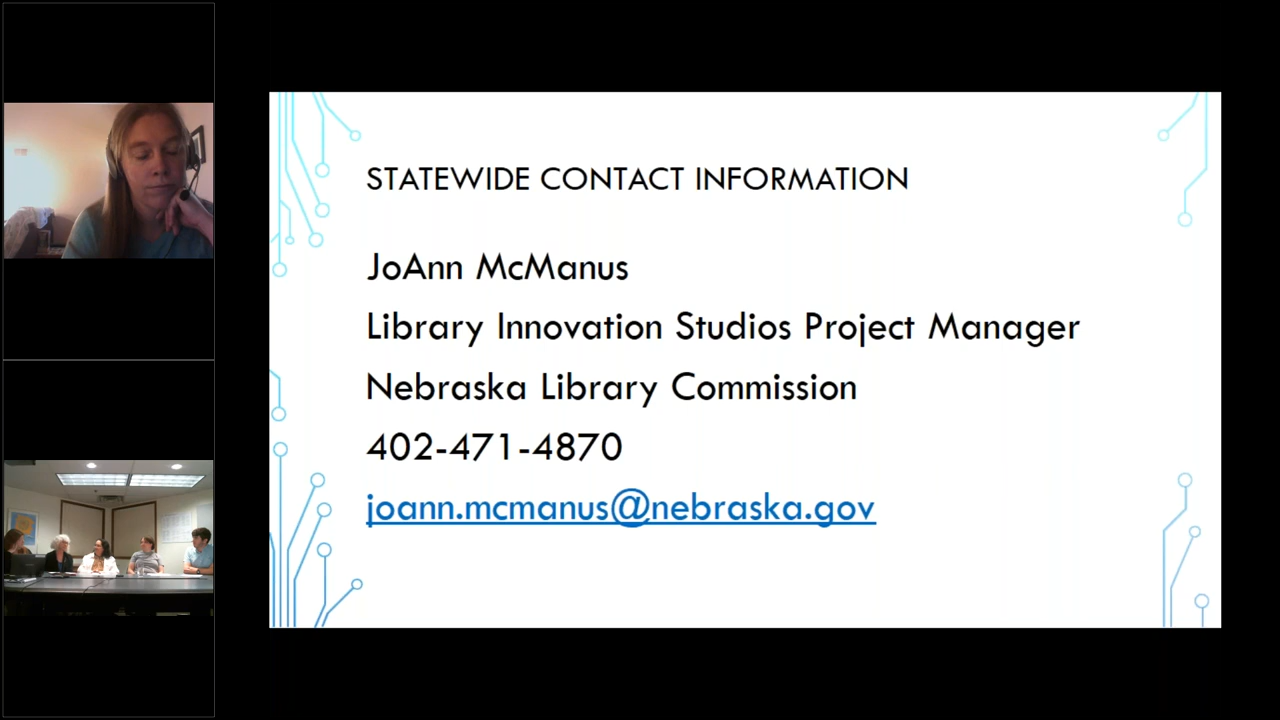 STATEWIDE CONTACT INFORMATION
JoAnn McManus
Library Innovation Studios Project Manager
Nebraska Library Commission
402-471-4870
joann.mcmanus@nebraska.gov